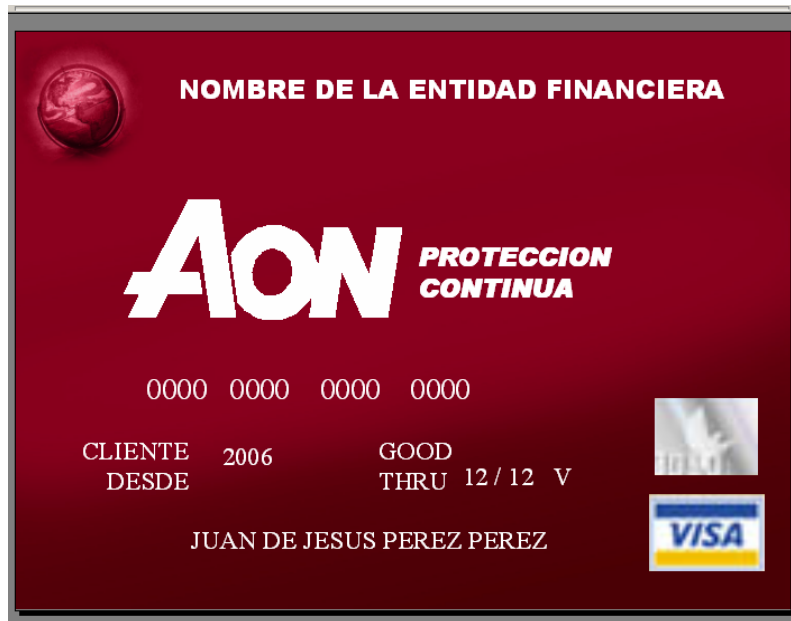 NOMBRE DE LA ENTIDAD FINANCIERA
AON
PROTECCION
CONTINUA
0000 0000 0000 0000
CLIENTE
DESDE
2006
GOOD
THRU 12 / 12 V
JUAN DE JESUS PEREZ PEREZ
VISA